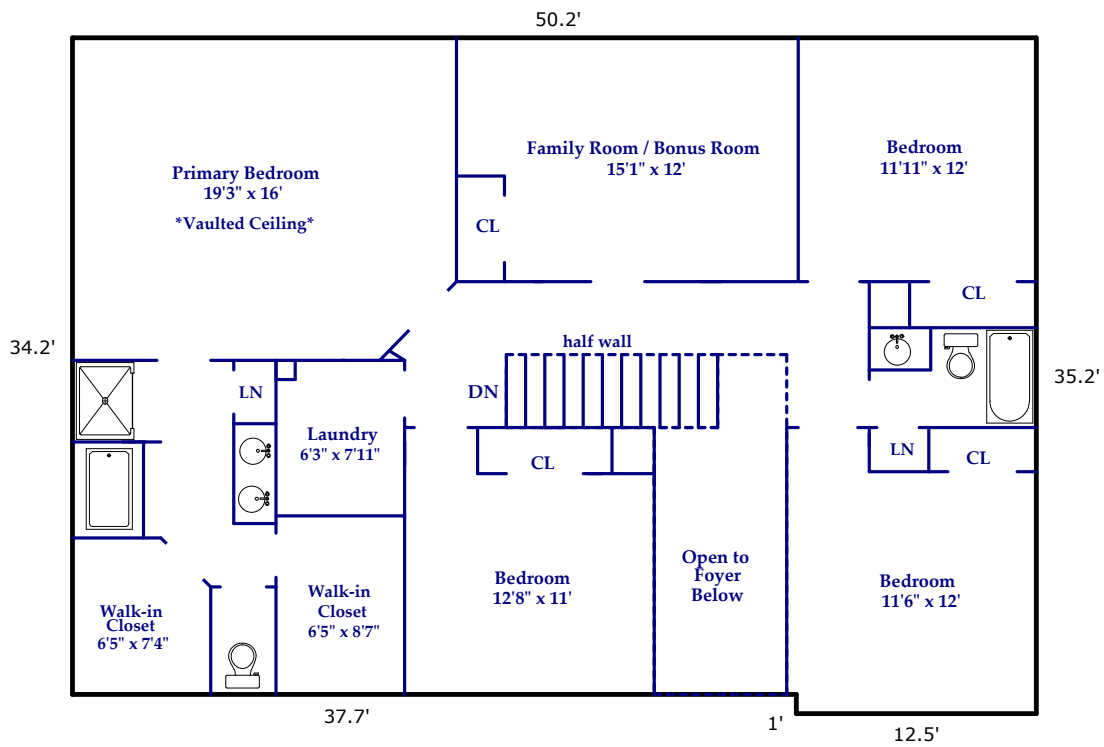 50.2'
Primary Bedroom
19'3" x 16'
*Vaulted Ceiling*
Family Room / Bonus Room
15'1" x 12'
Bedroom
11'11" x 12'
CL
CL
34.2'
half wall
35.2'
LN
DN
Laundry
6'3" x 7'11"
CL
LN
CL
Bedroom
12'8" x 11'
Open to
Foyer
Below
Bedroom
11'6" x 12'
Walk-in
Closet
6'5" x 7'4"
Walk-in
Closet
6'5" x 8'7"
37.7'
1'
12.5'